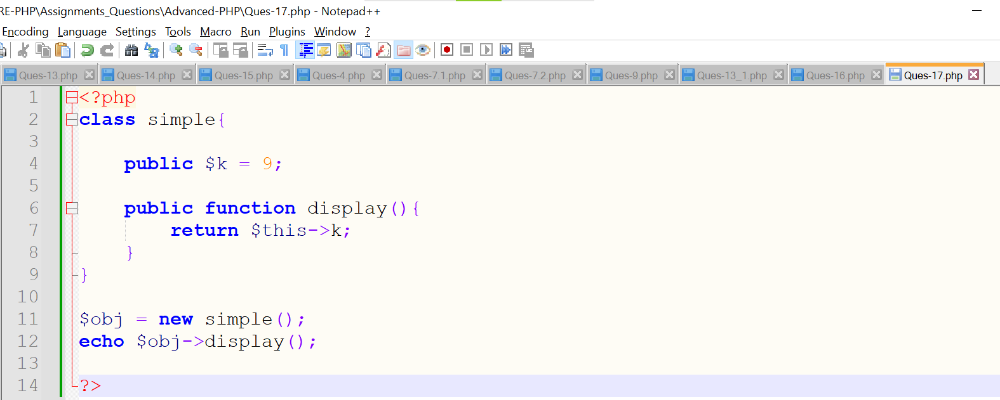 RE-PHP\Assignments_Questions\Advanced-PHP\Ques-17.php - Notepad++
Encoding Language Settings Tools Macro Run Plugins Window ?
Ques-13.php Ques-14.php Ques-15.php Ques-4.php Ques-7.1.php Ques-7.2.php Ques-9.php Ques-13_1.php Ques-16.php Ques-17.php
1 <?php
2 class simple{
3
4     public $k = 9;
5
6     public function display(){
7         return $this->k;
8     }
9 }
10
11 $obj = new simple();
12 echo $obj->display();
13
14 ?>